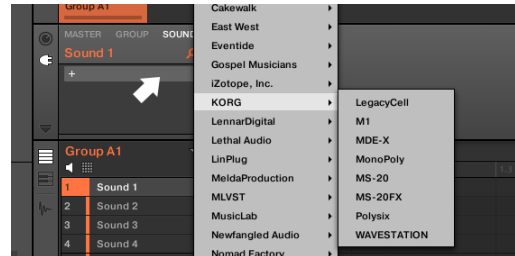 Group A1
MASTER GROUP SOUND
Sound 1
+
Group A1
1 Sound 1
2 Sound 2
3 Sound 3
4 Sound 4
Cakewalk
East West
Eventide
Gospel Musicians
iZotope, Inc.
KORG
LennarDigital
Lethal Audio
LinPlug
MeldaProduction
MLVST
MusicLab
Newfangled Audio
Nomad Factory
LegacyCell
M1
MDE-X
MonoPoly
MS-20
MS-20FX
Polysix
WAVESTATION
1.3